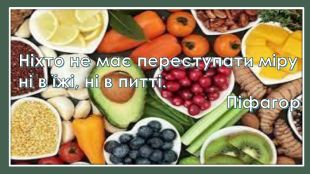 Ніхто не має переступати міру
ні в їжі, ні в питті.
Піфагор